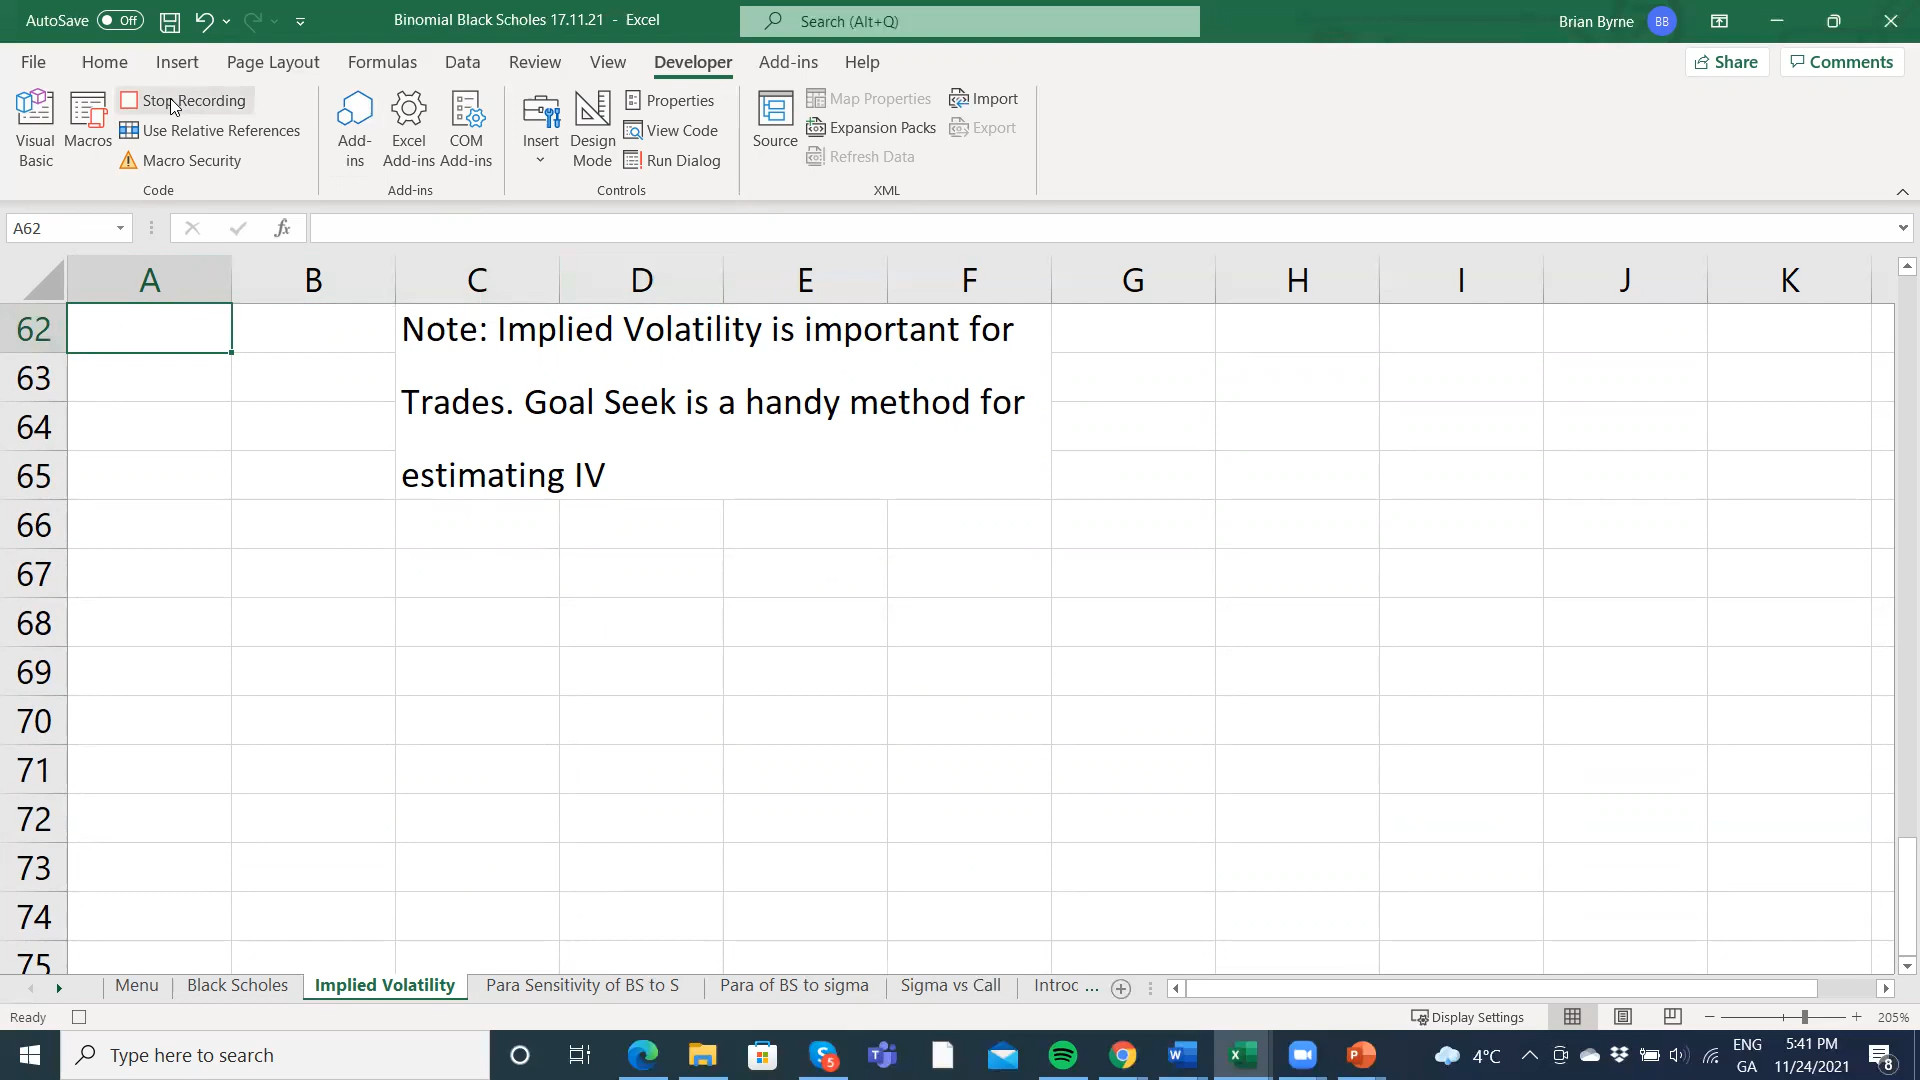 AutoSave Off Binomial Black Scholes 17.11.21 - Excel Search (Alt+Q) Brian Byrne BB
File Home Insert Page Layout Formulas Data Review View Developer Add-ins Help Share Comments
Visual Basic
Macros
Stop Recording
Use Relative References
Macro Security
Code
Add-ins
Excel Add-ins
COM Add-ins
Add-ins
Insert
Design Mode
Properties
View Code
Run Dialog
Controls
Source
Map Properties
Expansion Packs
Refresh Data
Import
Export
XML
A62 fx
A B C D E F G H I J K
62 Note: Implied Volatility is important for
63 Trades. Goal Seek is a handy method for
64
65 estimating IV
66
67
68
69
70
71
72
73
74
75
Menu Black Scholes Implied Volatility Para Sensitivity of BS to S Para of BS to sigma Sigma vs Call Introc ...
Ready Display Settings 205%
Type here to search 5 4°C ENG GA 5:41 PM 11/24/2021 8